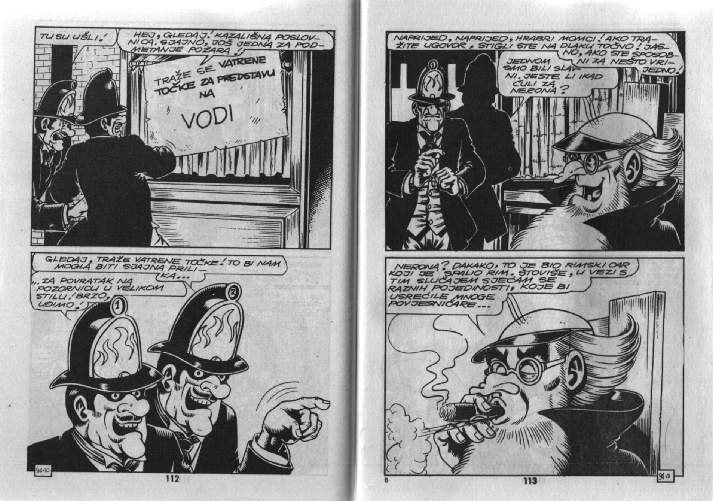 TU SU UŠLI!
HEJ, GLEDAJ! KAZALIŠNA POSLOV-
NICA, SJAJNO, JOŠ JEDNA ZA POD-
METANJE POŽARA!
TRAŽE SE VATRENE
TOČKE ZA PREDSTAVU
NA
VODI
GLEDAJ, TRAŽE VATRENE TOČKE! TO BI NAM
MOGLA BITI SJAJNA PRILI-
KA...
...ZA POVRATAK NA
POZORNICU U VELIKOM
STILU! BRZO,
UĐIMO!
1
112
NAPRIJED, NAPRIJED, HRABRI MOMCI! AKO TRA-
ŽITE UGOVOR, STIGLI STE NA DLAKU TOČNO! JAS-
NO, AKO STE SPOSOB-
NI ZA NEŠTO VRI-
JEDNO!
JEDNOM
SMO BILI SLAV-
NI, JESTE LI IKAD
ČULI ZA
NERONA?
NERONA? DAKAKO, TO JE BIO RIMSKI CAR
KOJI JE SPALIO RIM. ŠTOVIŠE, U VEZI S
TIM SLUČAJEM SJEĆAM SE
RAZNIH POJEDINOSTI, KOJE BI
USREĆILE MNOGE
POVJESNIČARE...
8
113